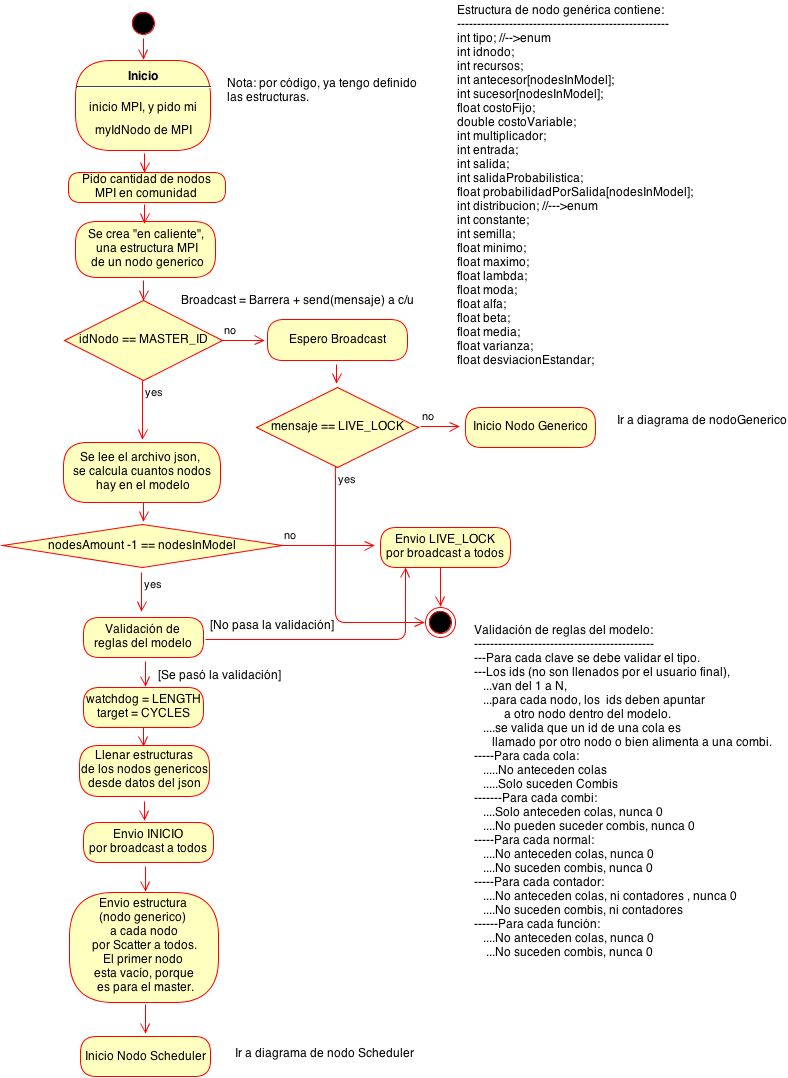 Inicio
inicio MPI, y pido mi
myIdNodo de MPI
Nota: por código, ya tengo definido
las estructuras.
Pido cantidad de nodos
MPI en comunidad
Se crea "en caliente",
una estructura MPI
de un nodo generico
Broadcast = Barrera + send(mensaje) a c/u
idNodo == MASTER_ID
no
Espero Broadcast
yes
mensaje == LIVE_LOCK
no
Inicio Nodo Generico
Ir a diagrama de nodoGenerico
yes
Se lee el archivo json,
se calcula cuantos nodos
hay en el modelo
nodesAmount -1 == nodesInModel
no
Envio LIVE_LOCK
por broadcast a todos
yes
Validación de
reglas del modelo
[No pasa la validación]
[Se pasó la validación]
watchdog = LENGTH
target = CYCLES
Llenar estructuras
de los nodos genericos
desde datos del json
Envio INICIO
por broadcast a todos
Envio estructura
(nodo generico)
a cada nodo
por Scatter a todos.
El primer nodo
esta vacío, porque
es para el master.
Inicio Nodo Scheduler
Ir a diagrama de nodo Scheduler
Estructura de nodo genérica contiene:
-----------------------------------------------------
int tipo; //-->enum
int idnodo;
int recursos;
int antecesor[nodesInModel];
int sucesor[nodesInModel];
float costoFijo;
double costoVariable;
int multiplicador;
int entrada;
int salida;
int salidaProbabilistica;
float probabilidadPorSalida[nodesInModel];
int distribucion; //--->enum
int constante;
int semilla;
float minimo;
float maximo;
float lambda;
float moda;
float alfa;
float beta;
float media;
float varianza;
float desviacionEstandar;
Validación de reglas del modelo:
---------------------------------------------
---Para cada clave se debe validar el tipo.
---Los ids (no son llenados por el usuario final),
...van del 1 a N,
...para cada nodo, los ids deben apuntar
a otro nodo dentro del modelo.
....se valida que un id de una cola es
llamado por otro nodo o bien alimenta a una combi.
-----Para cada cola:
.....No anteceden colas
.....Solo suceden Combis
-------Para cada combi:
....Solo anteceden colas, nunca 0
....No pueden suceder combis, nunca 0
-----Para cada normal:
....No anteceden colas, nunca 0
....No suceden combis, nunca 0
-----Para cada contador:
....No anteceden colas, ni contadores , nunca 0
....No suceden combis, ni contadores
------Para cada función:
....No anteceden colas, nunca 0
...No suceden combis, nunca 0